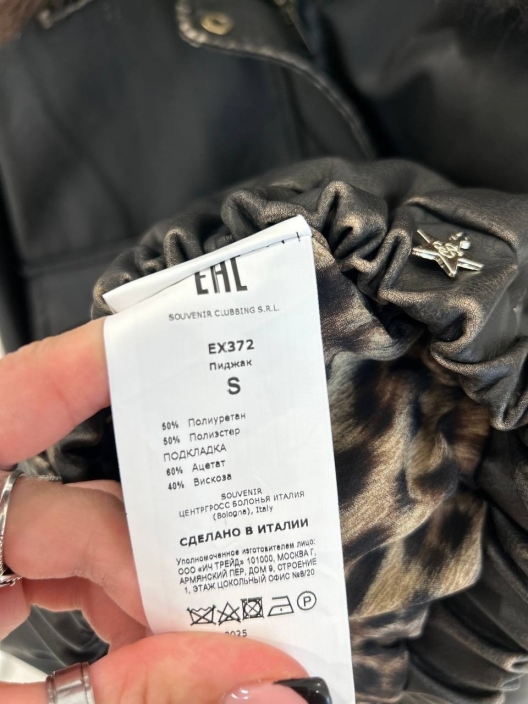 EAC
SOUVENIR CLUBBING S.R.L.
EX372
Пиджак
S
50% Полиуретан
50% Полиэстер
ПОДКЛАДКА
60% Ацетат
40% Вискоза
SOUVENIR
ЦЕНТРГРОСС БОЛОНЬЯ ИТАЛИЯ
(Bologna), Italy
СДЕЛАНО В ИТАЛИИ
Уполномоченное изготовителем лицо:
ООО «ИЧ ТРЕЙД» 101000, МОСКВА Г,
АРМЯНСКИЙ ПЕР, ДОМ 9, СТРОЕНИЕ
1, ЭТАЖ ЦОКОЛЬНЫЙ ОФИС №8/20
P
2025